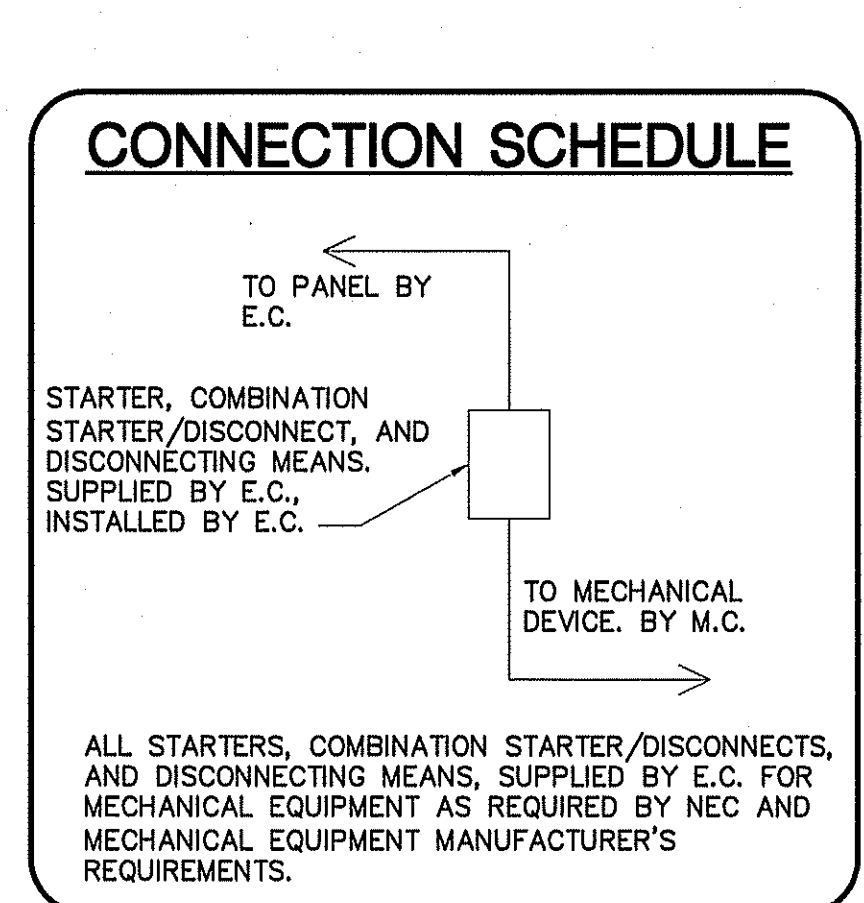 CONNECTION SCHEDULE
TO PANEL BY
E.C.
STARTER, COMBINATION
STARTER/DISCONNECT, AND
DISCONNECTING MEANS.
SUPPLIED BY E.C.,
INSTALLED BY E.C.
TO MECHANICAL
DEVICE. BY M.C.
ALL STARTERS, COMBINATION STARTER/DISCONNECTS,
AND DISCONNECTING MEANS, SUPPLIED BY E.C. FOR
MECHANICAL EQUIPMENT AS REQUIRED BY NEC AND
MECHANICAL EQUIPMENT MANUFACTURER'S
REQUIREMENTS.